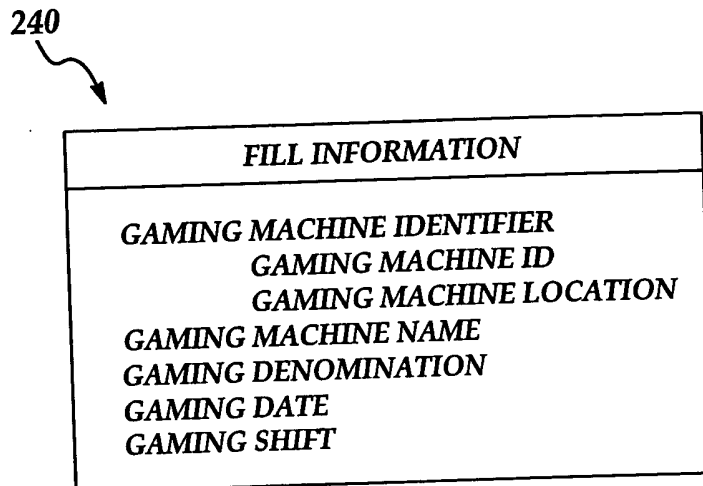 240
FILL INFORMATION
GAMING MACHINE IDENTIFIER
GAMING MACHINE ID
GAMING MACHINE LOCATION
GAMING MACHINE NAME
GAMING DENOMINATION
GAMING DATE
GAMING SHIFT